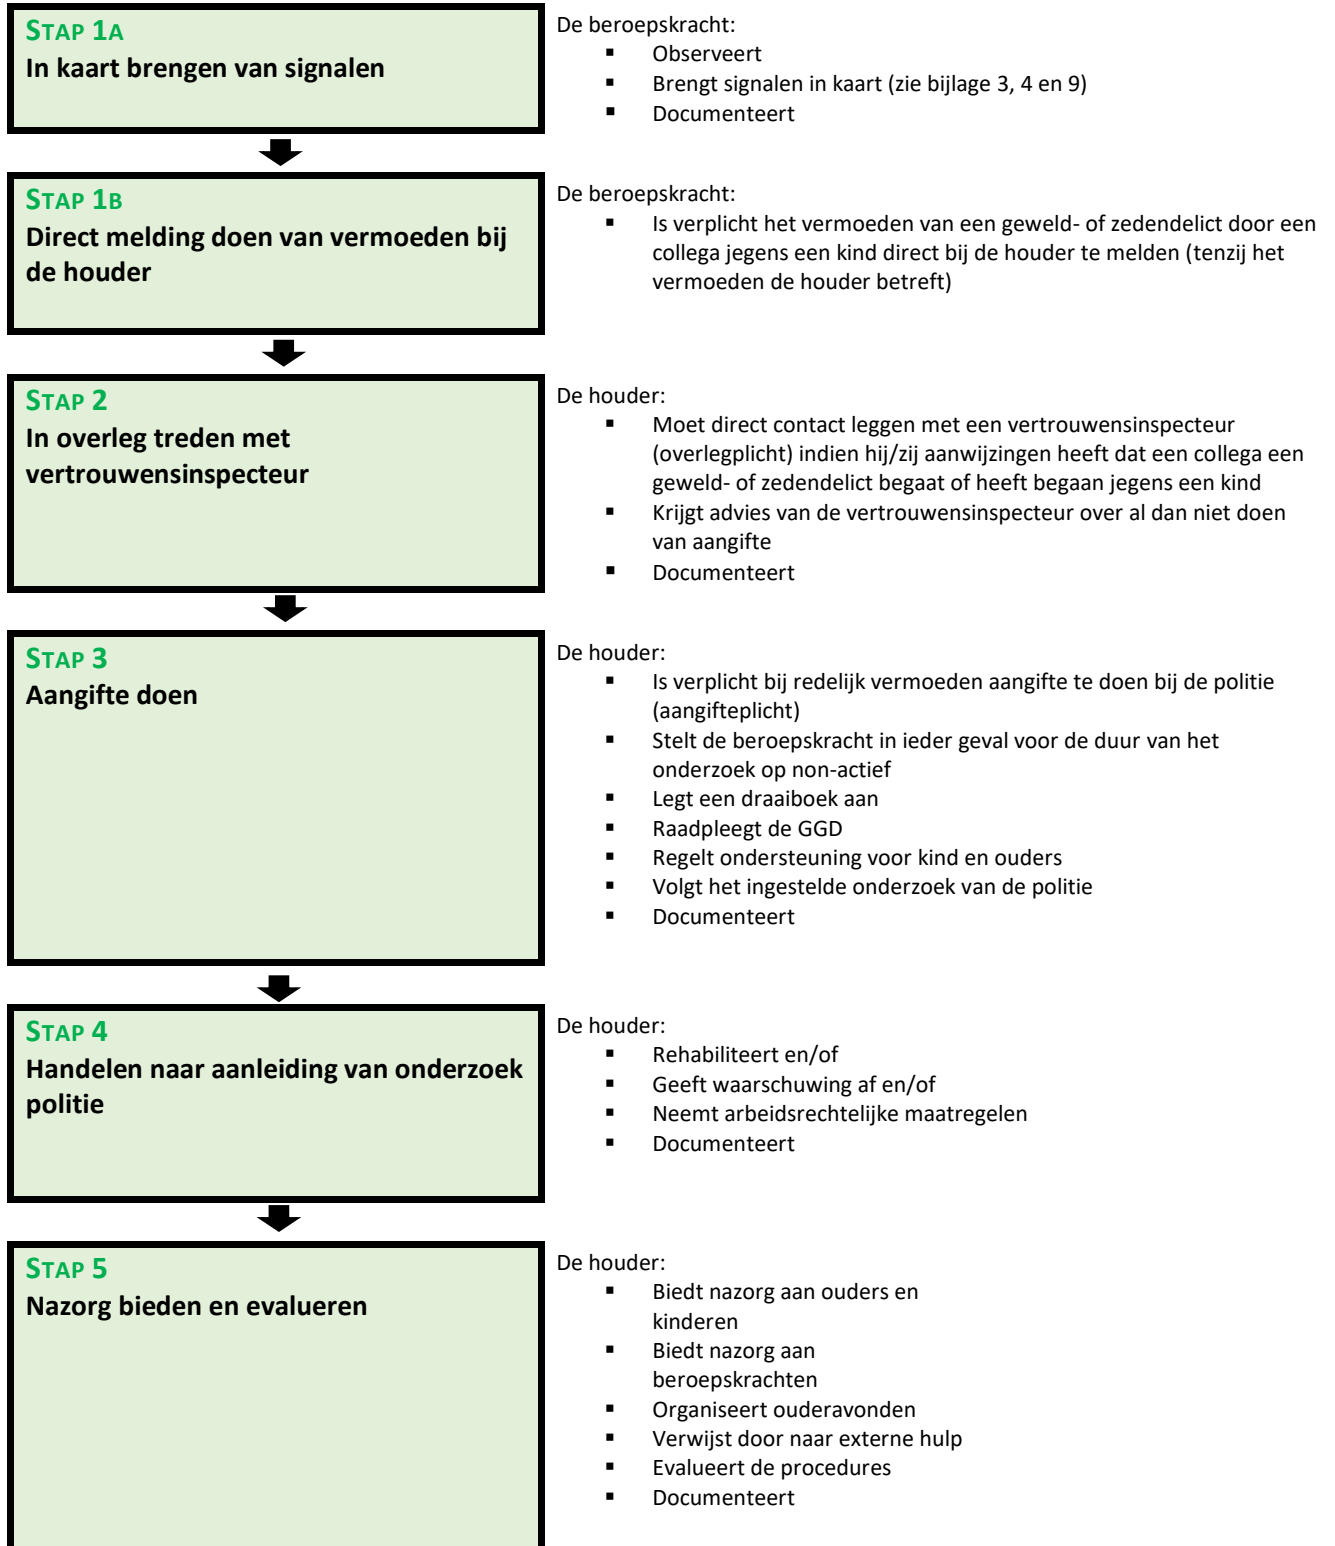 STAP 1A
In kaart brengen van signalen
De beroepskracht:
▪ Observeert
▪ Brengt signalen in kaart (zie bijlage 3, 4 en 9)
▪ Documenteert
STAP 1B
Direct melding doen van vermoeden bij
de houder
De beroepskracht:
▪ Is verplicht het vermoeden van een geweld- of zedendelict door een
collega jegens een kind direct bij de houder te melden (tenzij het
vermoeden de houder betreft)
STAP 2
In overleg treden met
vertrouwensinspecteur
De houder:
▪ Moet direct contact leggen met een vertrouwensinspecteur
(overlegplicht) indien hij/zij aanwijzingen heeft dat een collega een
geweld- of zedendelict begaat of heeft begaan jegens een kind
▪ Krijgt advies van de vertrouwensinspecteur over al dan niet doen
van aangifte
▪ Documenteert
STAP 3
Aangifte doen
De houder:
▪ Is verplicht bij redelijk vermoeden aangifte te doen bij de politie
(aangifteplicht)
▪ Stelt de beroepskracht in ieder geval voor de duur van het
onderzoek op non-actief
▪ Legt een draaiboek aan
▪ Raadpleegt de GGD
▪ Regelt ondersteuning voor kind en ouders
▪ Volgt het ingestelde onderzoek van de politie
▪ Documenteert
STAP 4
Handelen naar aanleiding van onderzoek
politie
De houder:
▪ Rehabiliteert en/of
▪ Geeft waarschuwing af en/of
▪ Neemt arbeidsrechtelijke maatregelen
▪ Documenteert
STAP 5
Nazorg bieden en evalueren
De houder:
▪ Biedt nazorg aan ouders en
kinderen
▪ Biedt nazorg aan
beroepskrachten
▪ Organiseert ouderavonden
▪ Verwijst door naar externe hulp
▪ Evalueert de procedures
▪ Documenteert